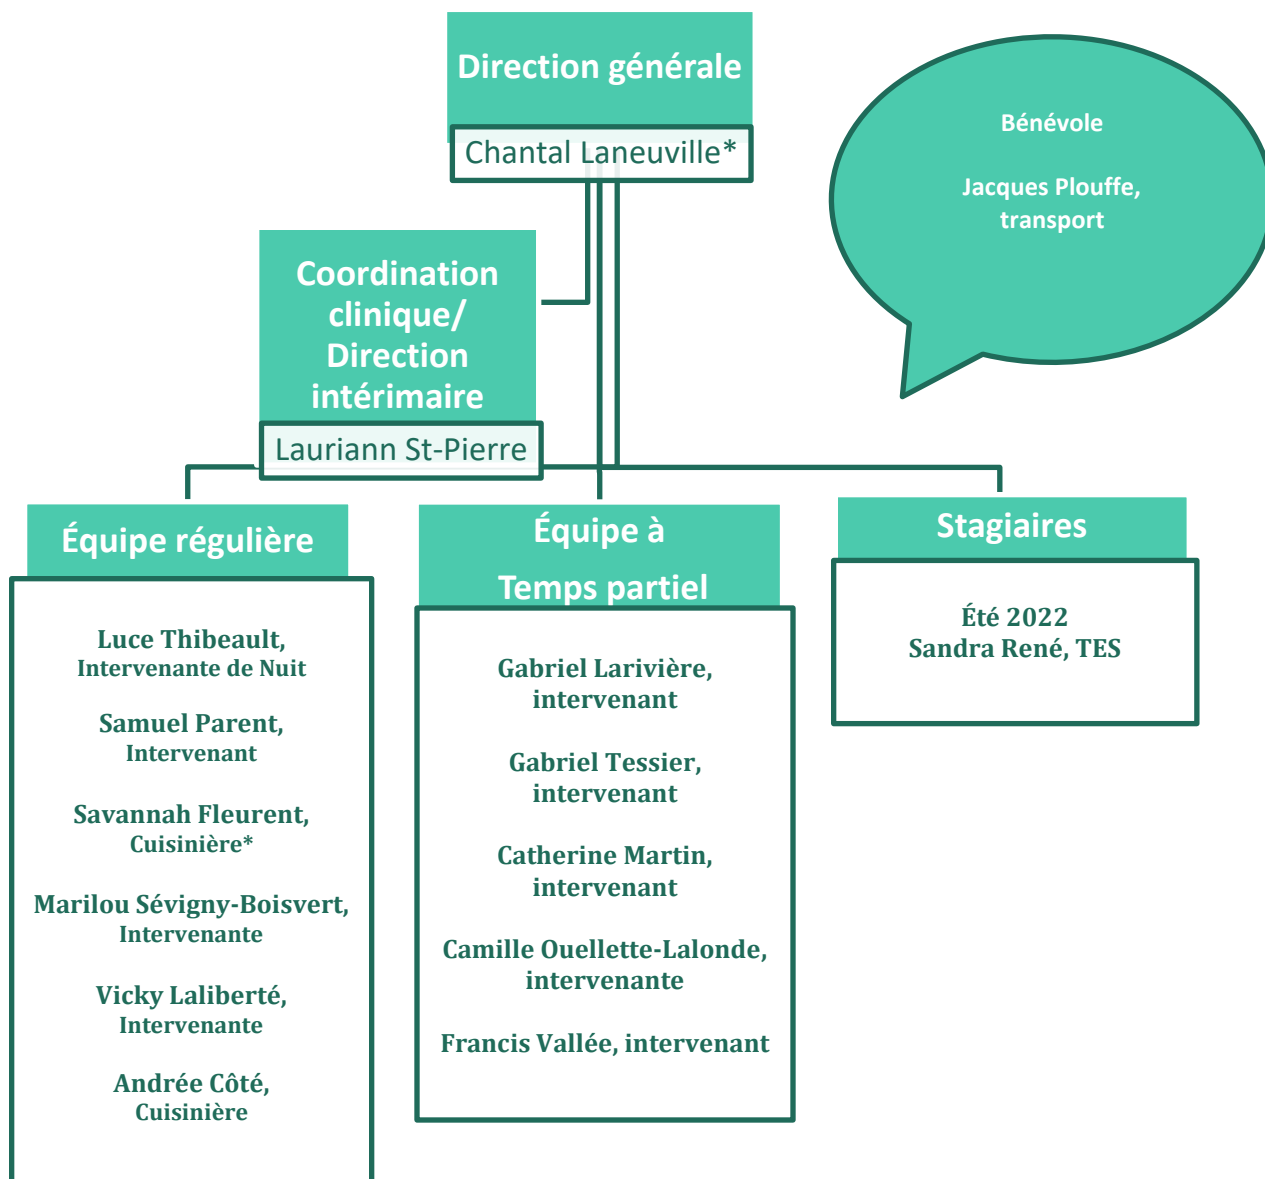 Direction générale
Chantal Laneuville*
Bénévole
Jacques Plouffe,
transport
Coordination
clinique/
Direction
intérimaire
Lauriann St-Pierre
Équipe régulière
Luce Thibeault,
Intervenante de Nuit
Samuel Parent,
Intervenant
Savannah Fleurent,
Cuisinière*
Marilou Sévigny-Boisvert,
Intervenante
Vicky Laliberté,
Intervenante
Andrée Côté,
Cuisinière
Équipe à
Temps partiel
Gabriel Larivière,
intervenant
Gabriel Tessier,
intervenant
Catherine Martin,
intervenant
Camille Ouellette-Lalonde,
intervenante
Francis Vallée, intervenant
Stagiaires
Été 2022
Sandra René, TES